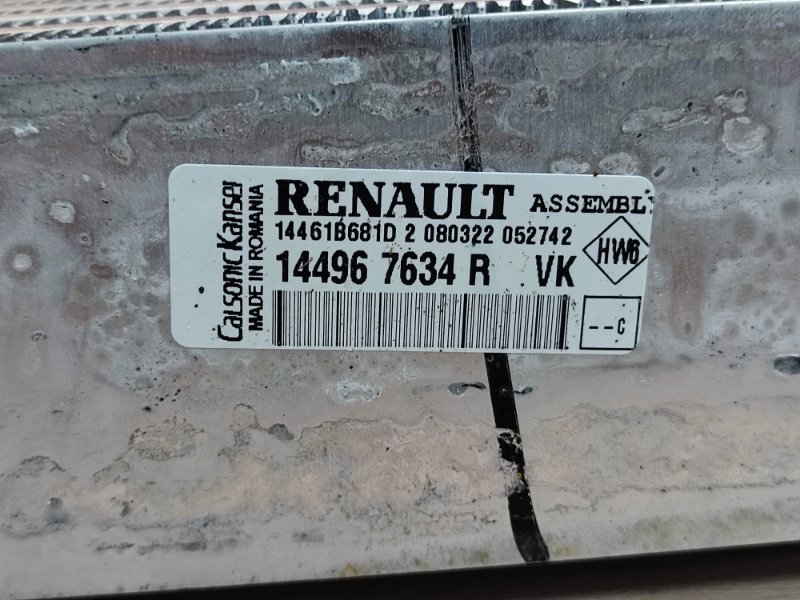 Calsonic Kansei
MADE IN ROMANIA
RENAULT ASSEMBLY
14461B681D 2 080322 052742
HW6
14496 7634 R VK
--C